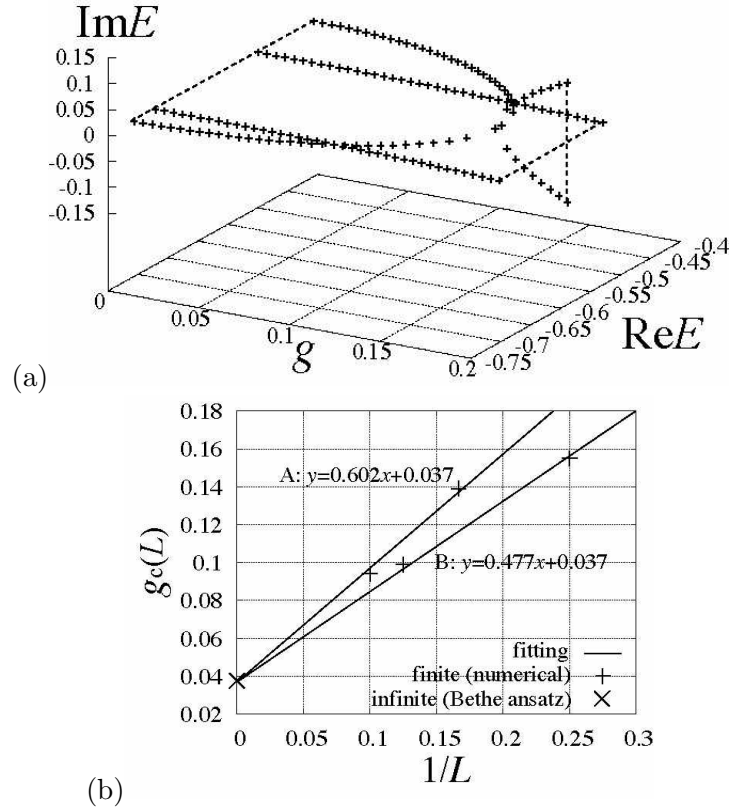 ImE
0.15
0.1
0.05
0
-0.05
-0.1
-0.15
0
0.05
0.1
0.15
0.2
g
-0.4
-0.45
-0.5
-0.55
-0.6
-0.65
-0.7
-0.75
ReE
(a)
0.18
0.16
0.14
0.12
0.1
0.08
0.06
0.04
0.02
gc(L)
A: y=0.602x+0.037
B: y=0.477x+0.037
fitting
finite (numerical)
infinite (Bethe ansatz)
0 0.05 0.1 0.15 0.2 0.25 0.3
1/L
(b)